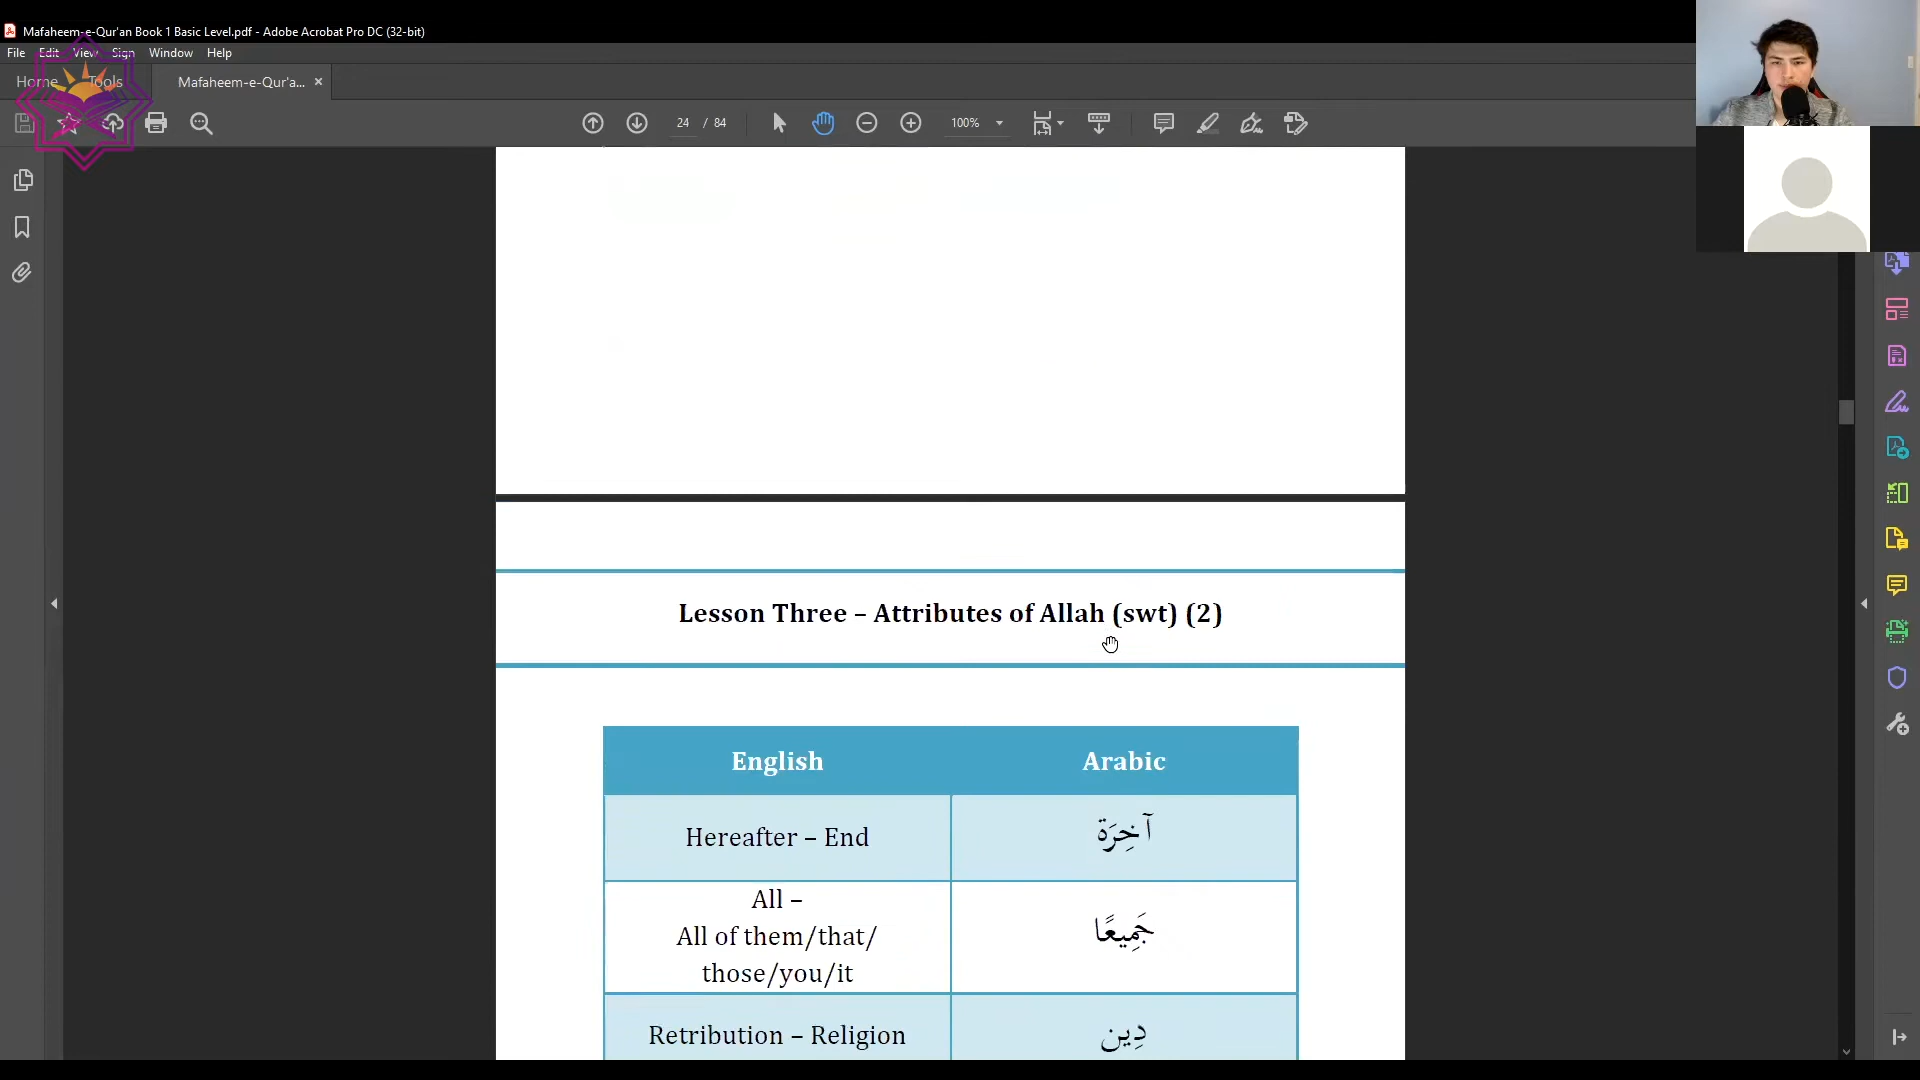 Mafaheem-e-Qur'an Book 1 Basic Level.pdf - Adobe Acrobat Pro DC (32-bit)
File Edit View Sign Window Help
Home Tools Mafaheem-e-Qur'a... ×
24 / 84 100%
Lesson Three – Attributes of Allah (swt) (2)
English Arabic
Hereafter – End آخِرَة
All –
All of them/that/
those/you/it جَمِيعًا
Retribution – Religion دِين